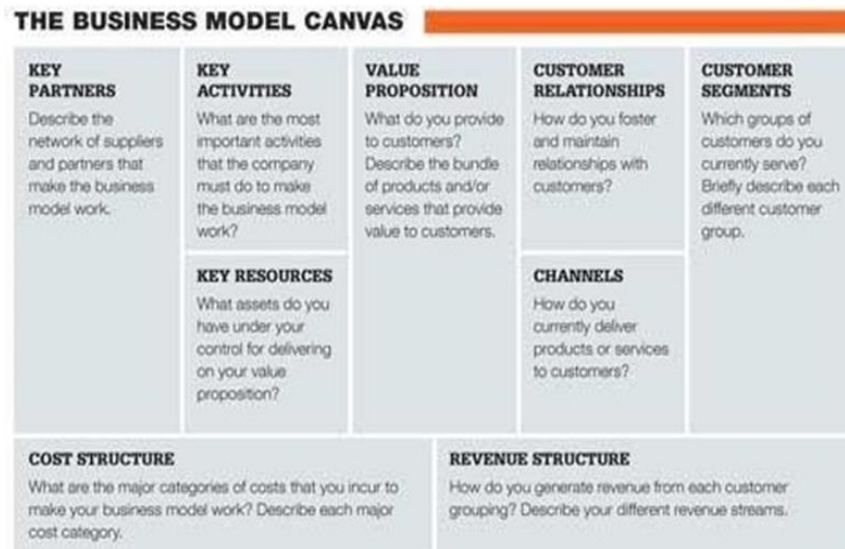 THE BUSINESS MODEL CANVAS
KEY
PARTNERS
Describe the
network of suppliers
and partners that
make the business
model work.
KEY
ACTIVITIES
What are the most
important activities
that the company
must do to make
the business model
work?
KEY RESOURCES
What assets do you
have under your
control for delivering
on your value
proposition?
VALUE
PROPOSITION
What do you provide
to customers?
Describe the bundle
of products and/or
services that provide
value to customers.
CUSTOMER
RELATIONSHIPS
How do you foster
and maintain
relationships with
customers?
CHANNELS
How do you
currently deliver
products or services
to customers?
CUSTOMER
SEGMENTS
Which groups of
customers do you
currently serve?
Briefly describe each
different customer
group.
COST STRUCTURE
What are the major categories of costs that you incur to
make your business model work? Describe each major
cost category.
REVENUE STRUCTURE
How do you generate revenue from each customer
grouping? Describe your different revenue streams.